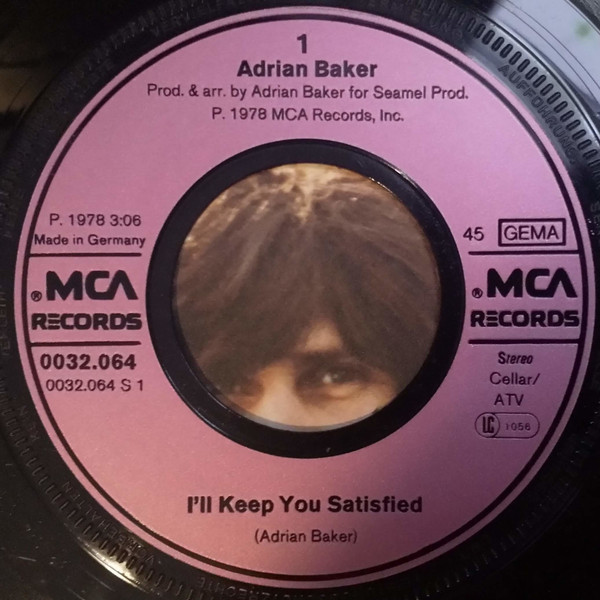 1
Adrian Baker
Prod. & arr. by Adrian Baker for Seamel Prod.
P. 1978 MCA Records, Inc.
P. 1978 3:06
Made in Germany
45 GEMA
® MCA
RECORDS
® MCA
RECORDS
0032.064
0032.064 S 1
Stereo
Cellar/
ATV
LC 1056
I'll Keep You Satisfied
(Adrian Baker)